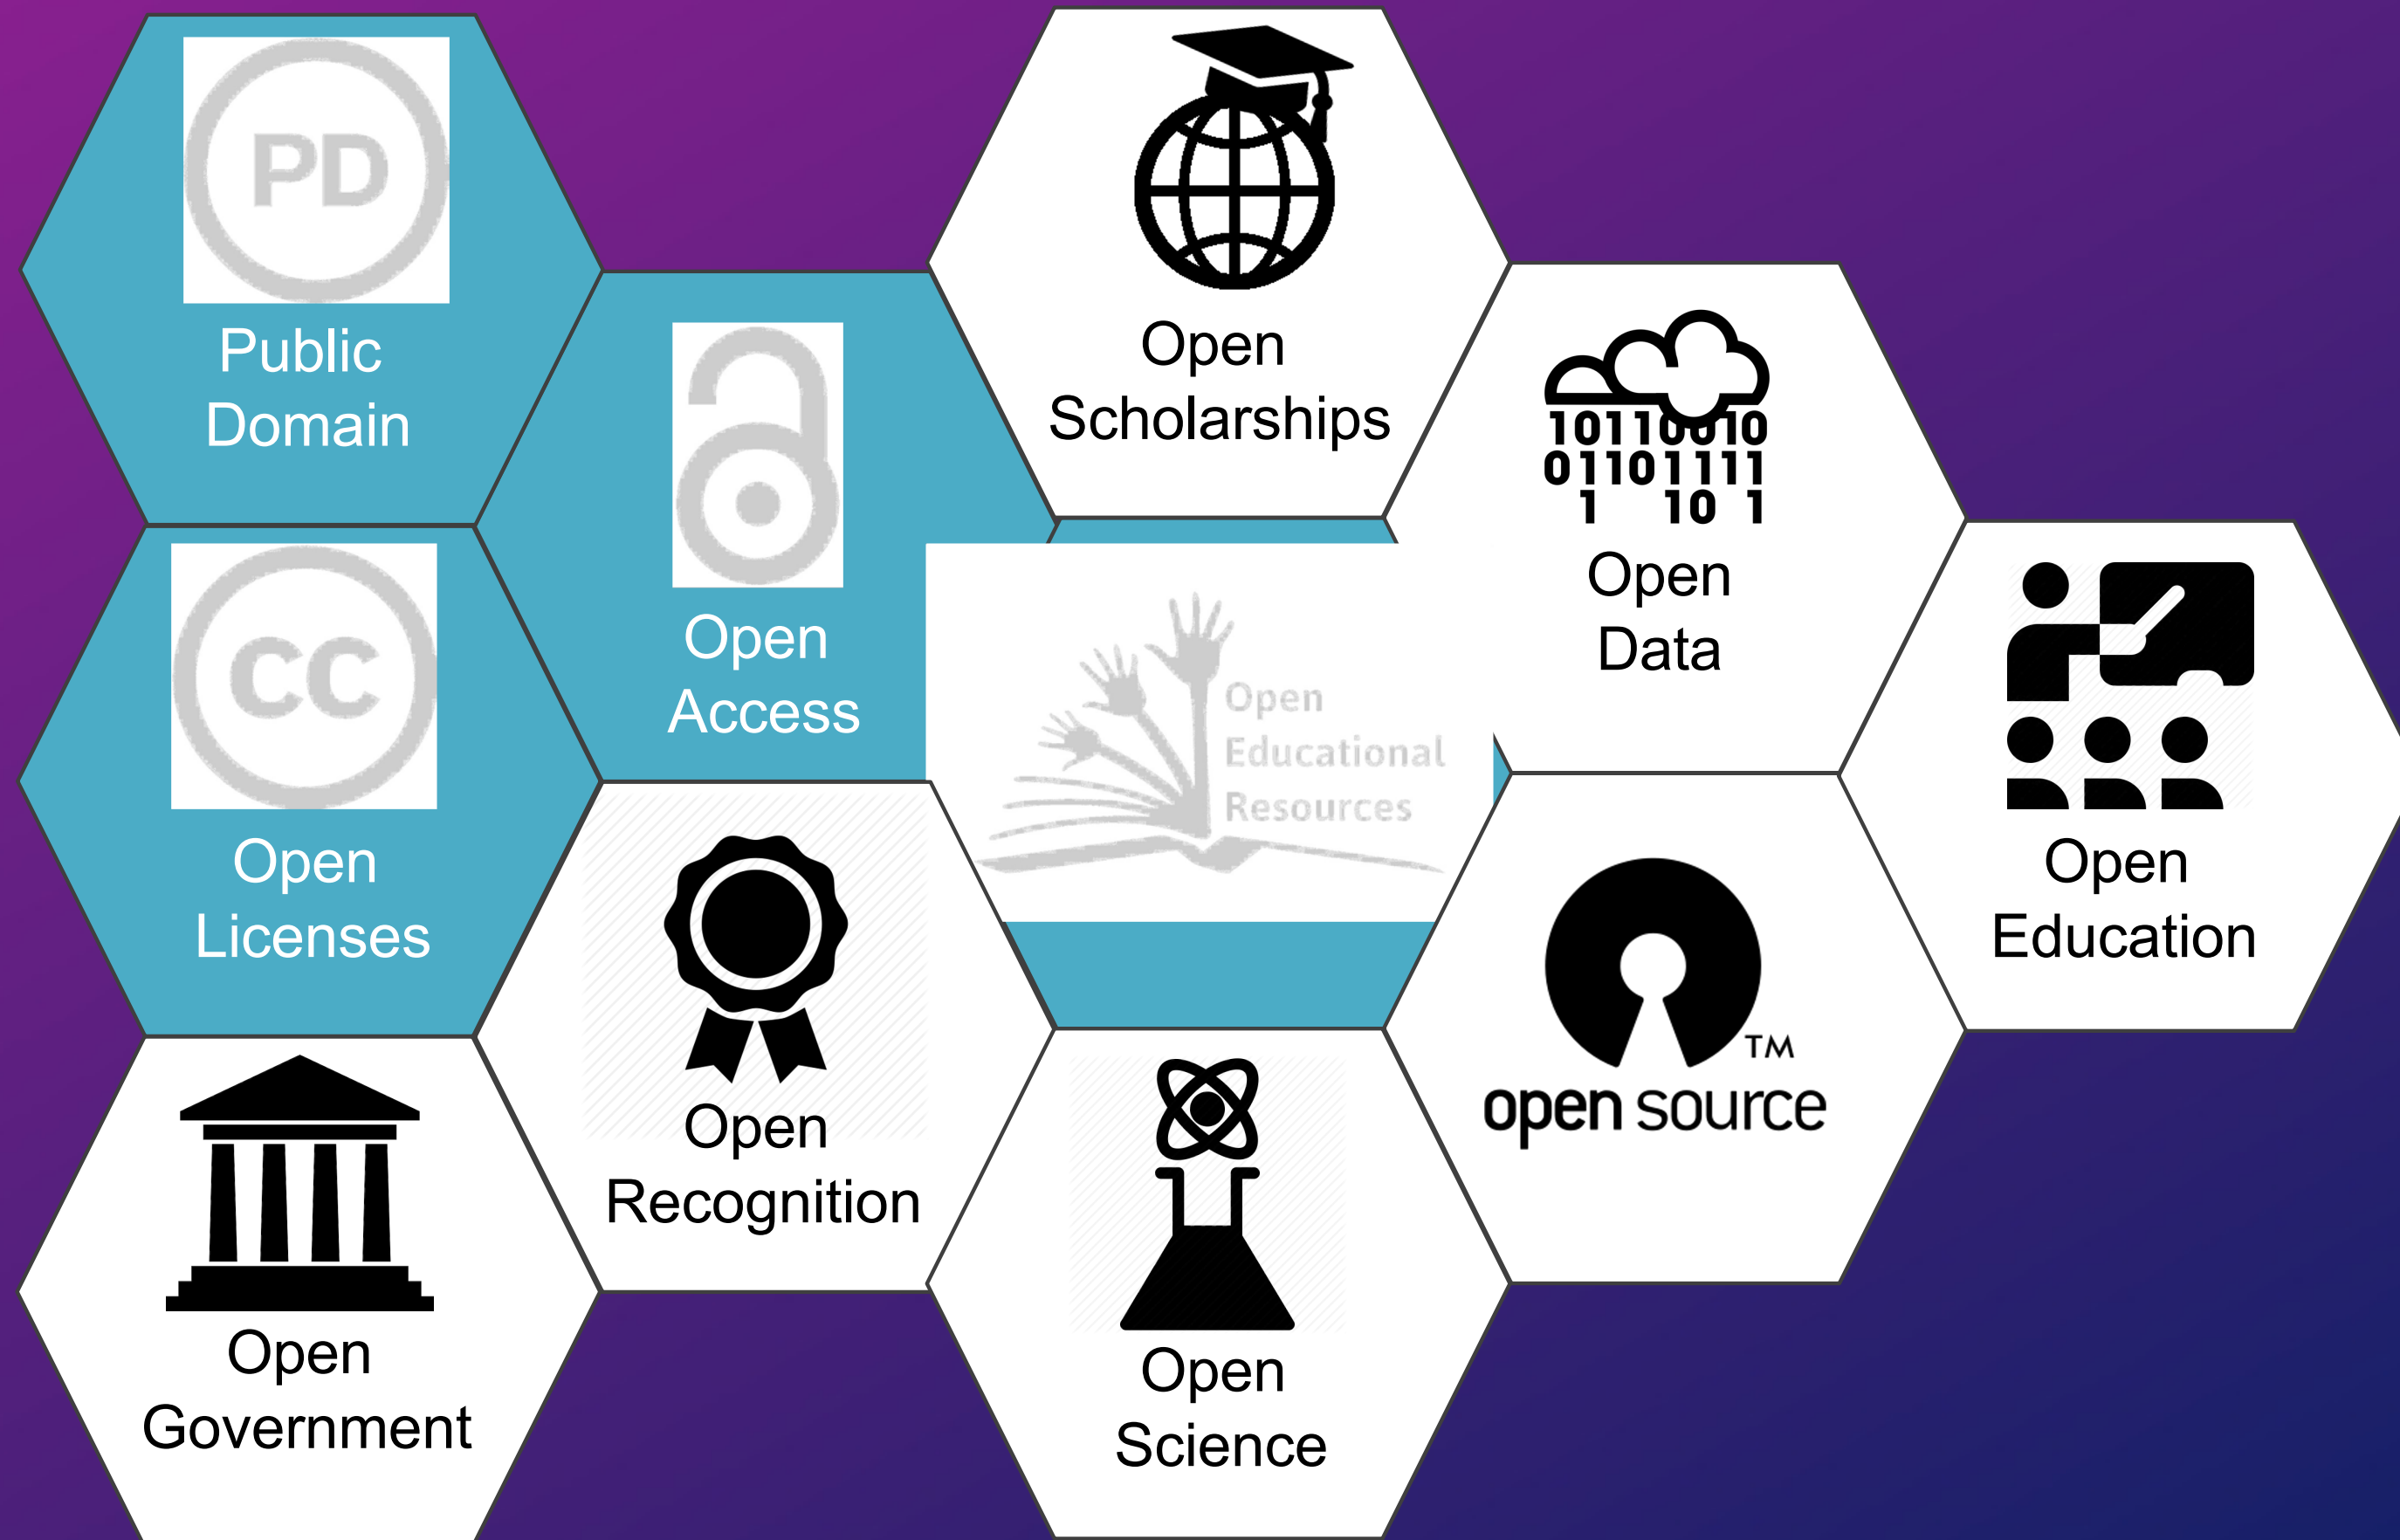 PD
Public
Domain
Open
Scholarships
Open
Access
10110010
01101111
1 10 1
Open
Data
CC
Open
Licenses
Open
Educational
Resources
Open
Education
Open
Recognition
TM
open source
Open
Government
Open
Science